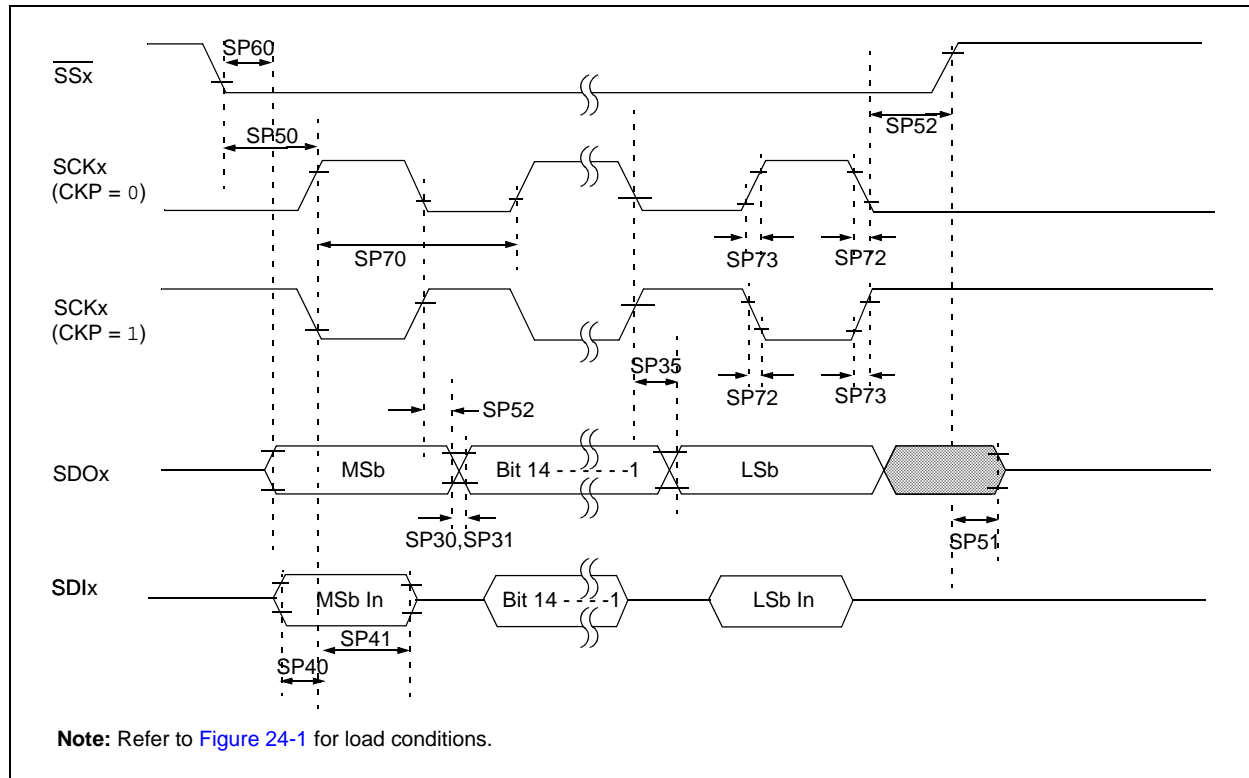 SP60
SSx
SP50
SP52
SCKx
(CKP = 0)
SP70
SP73
SP72
SCKx
(CKP = 1)
SP35
SP72
SP73
SP52
SDOx
MSb
Bit 14 - - - - - -1
LSb
SP30,SP31
SP51
SDIx
MSb In
Bit 14 - - - -1
LSb In
SP41
SP40
Note: Refer to Figure 24-1 for load conditions.